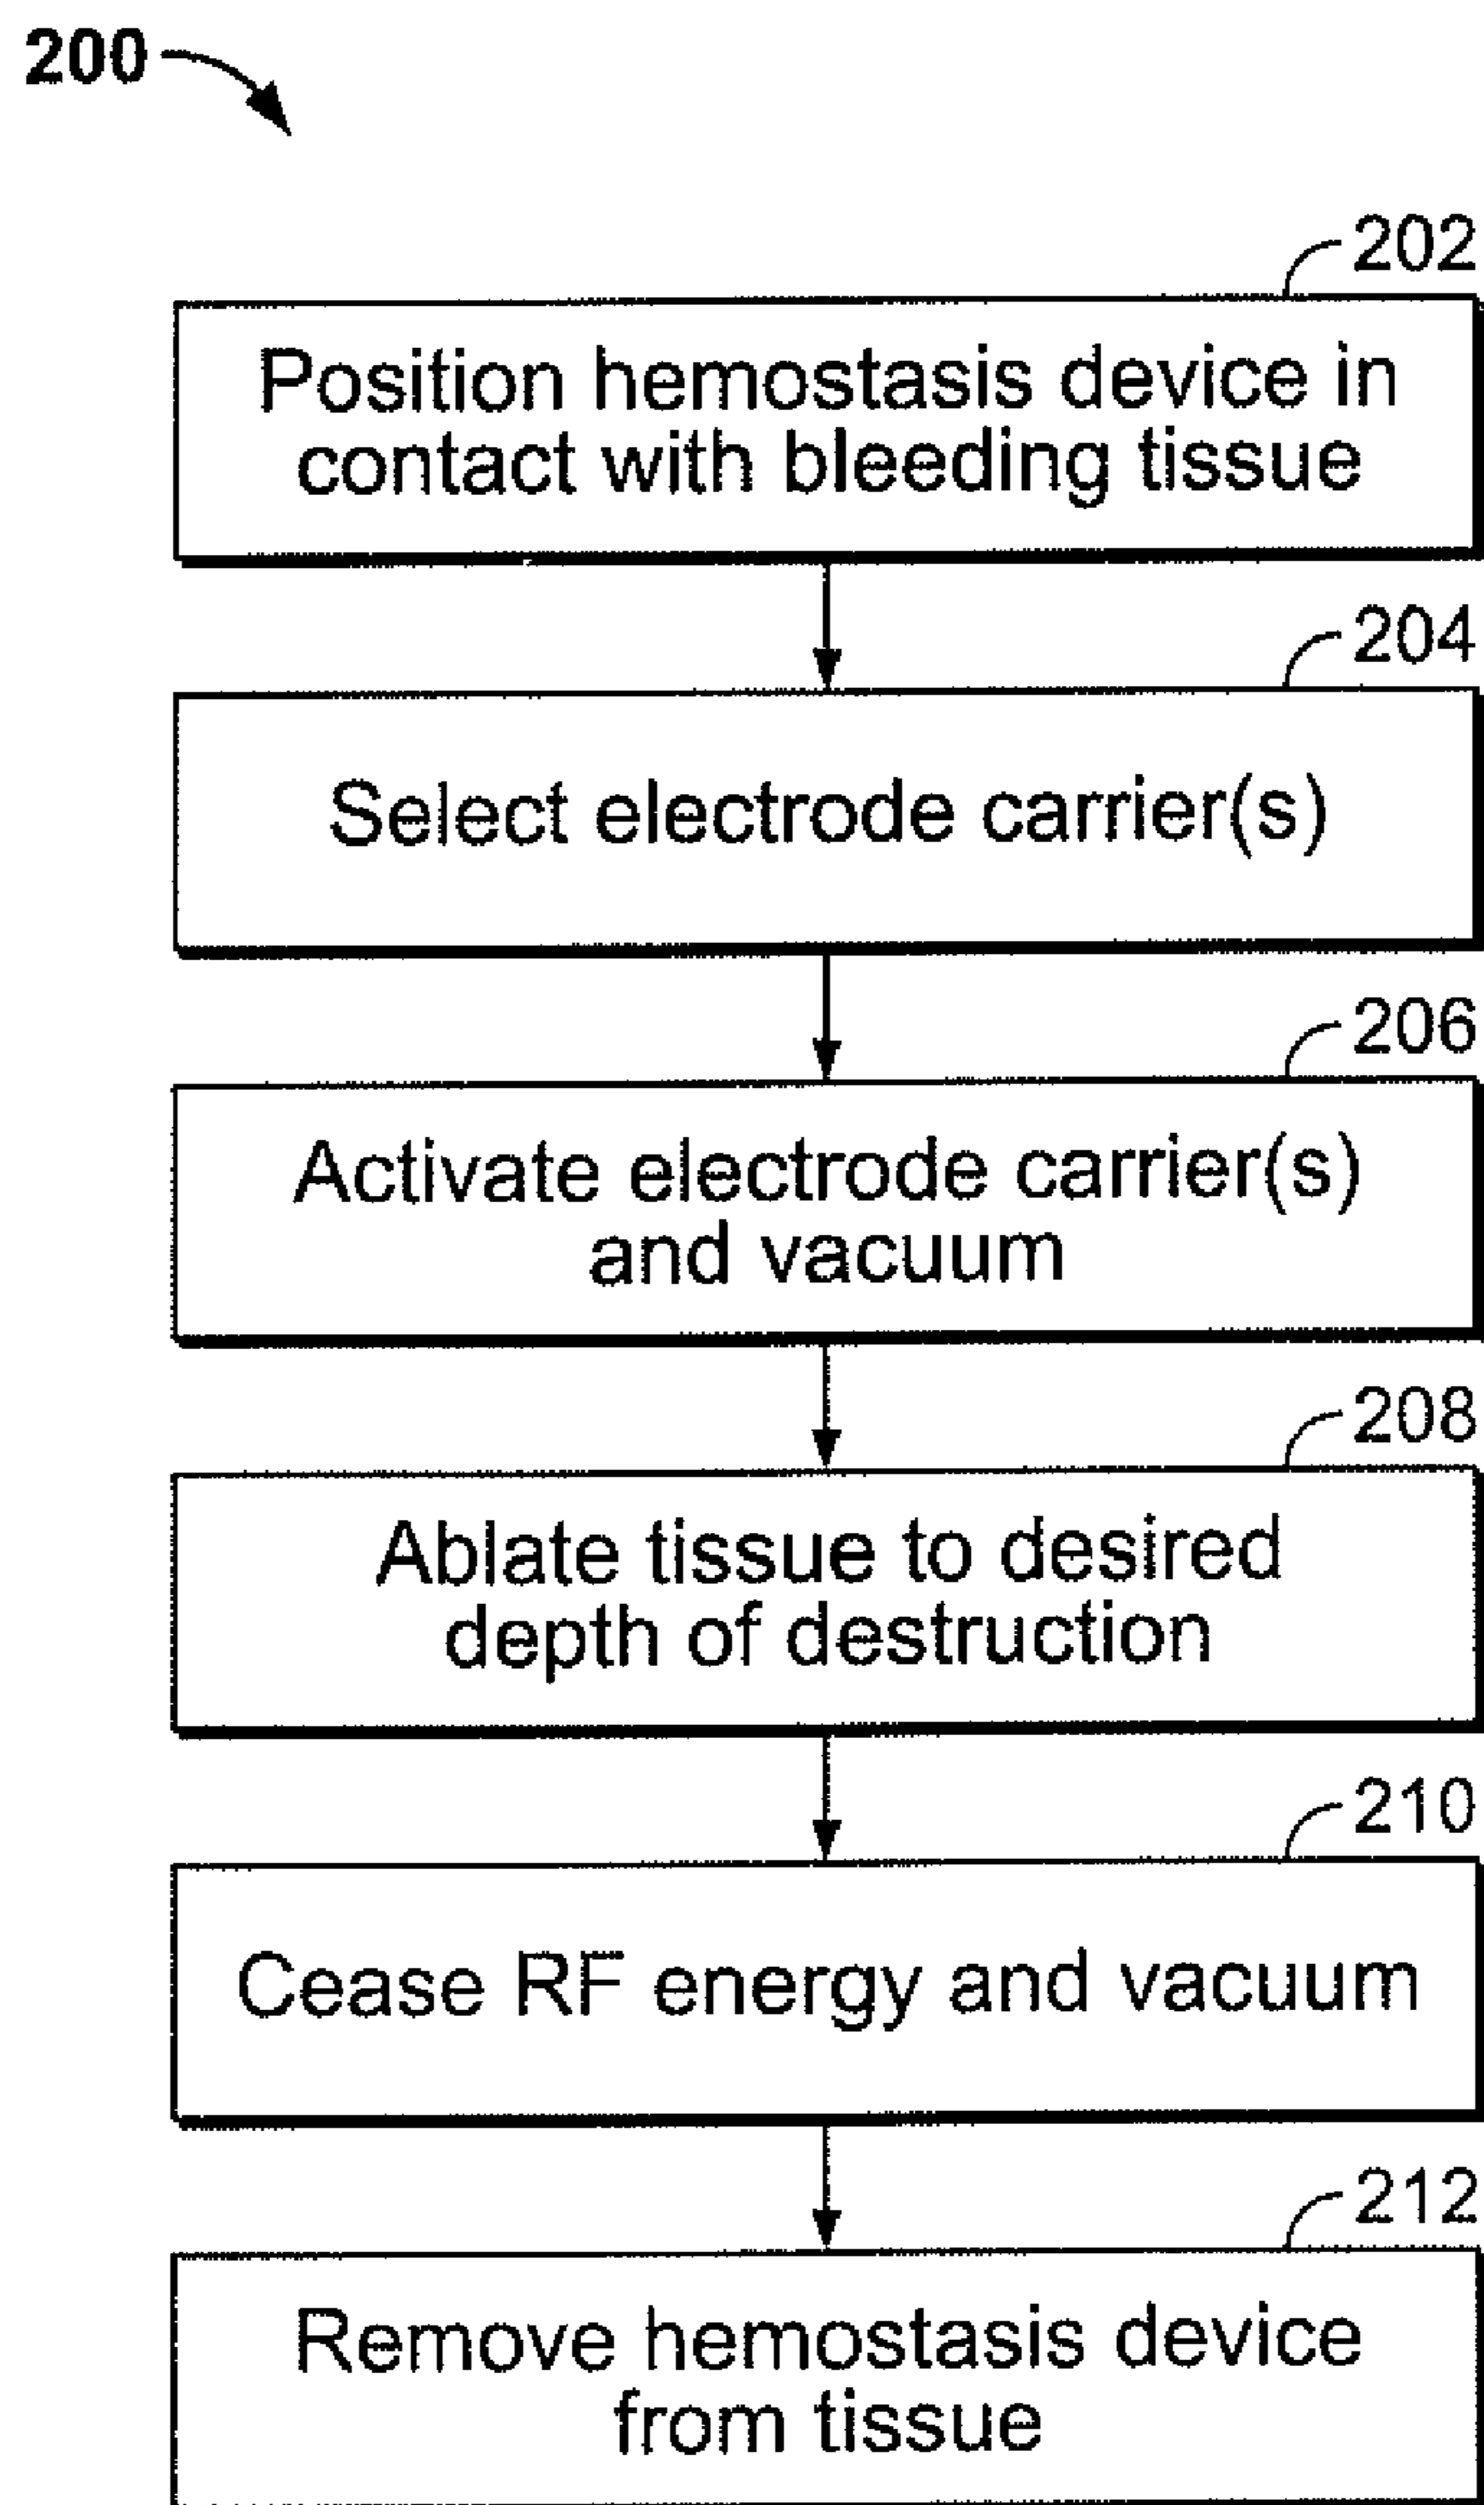 200
202
Position hemostasis device in
contact with bleeding tissue
204
Select electrode carrier(s)
206
Activate electrode carrier(s)
and vacuum
208
Ablate tissue to desired
depth of destruction
210
Cease RF energy and vacuum
212
Remove hemostasis device
from tissue